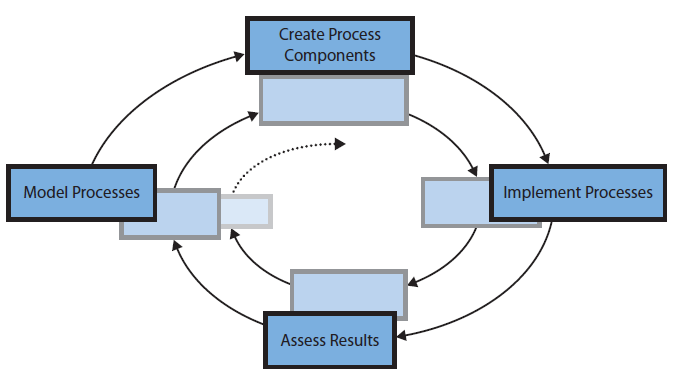 Create Process
Components
Model Processes
Implement Processes
Assess Results